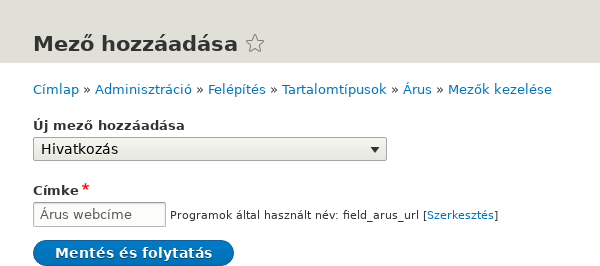 Mező hozzáadása
Címlap » Adminisztráció » Felépítés » Tartalomtípusok » Árus » Mezők kezelése
Új mező hozzáadása
Hivatkozás
Címke *
Árus webcíme Programok által használt név: field_arus_url [Szerkesztés]
Mentés és folytatás